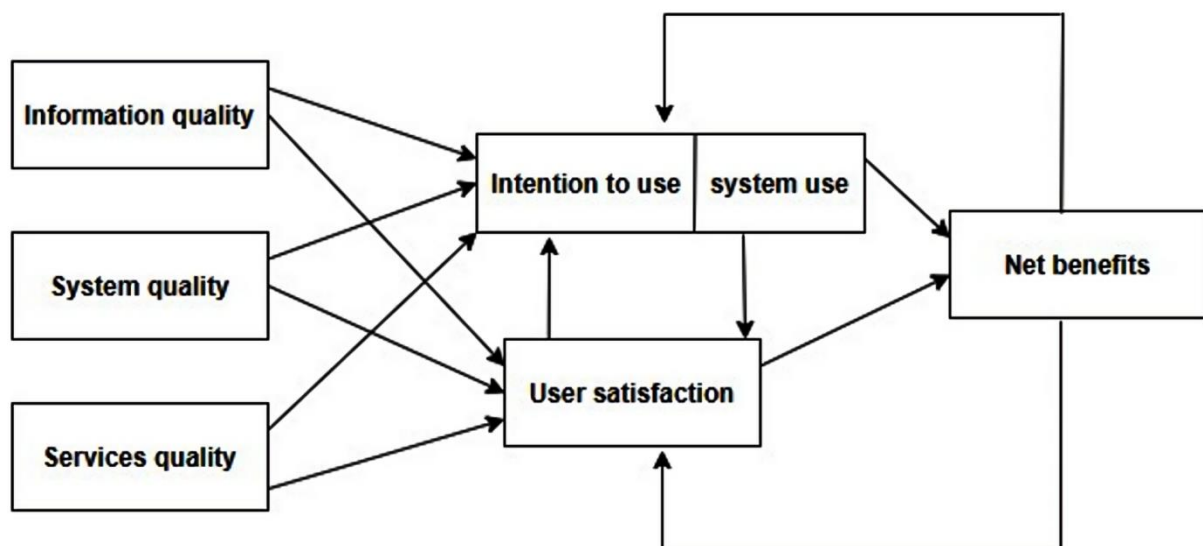 Information quality
Intention to use
system use
System quality
Net benefits
User satisfaction
Services quality